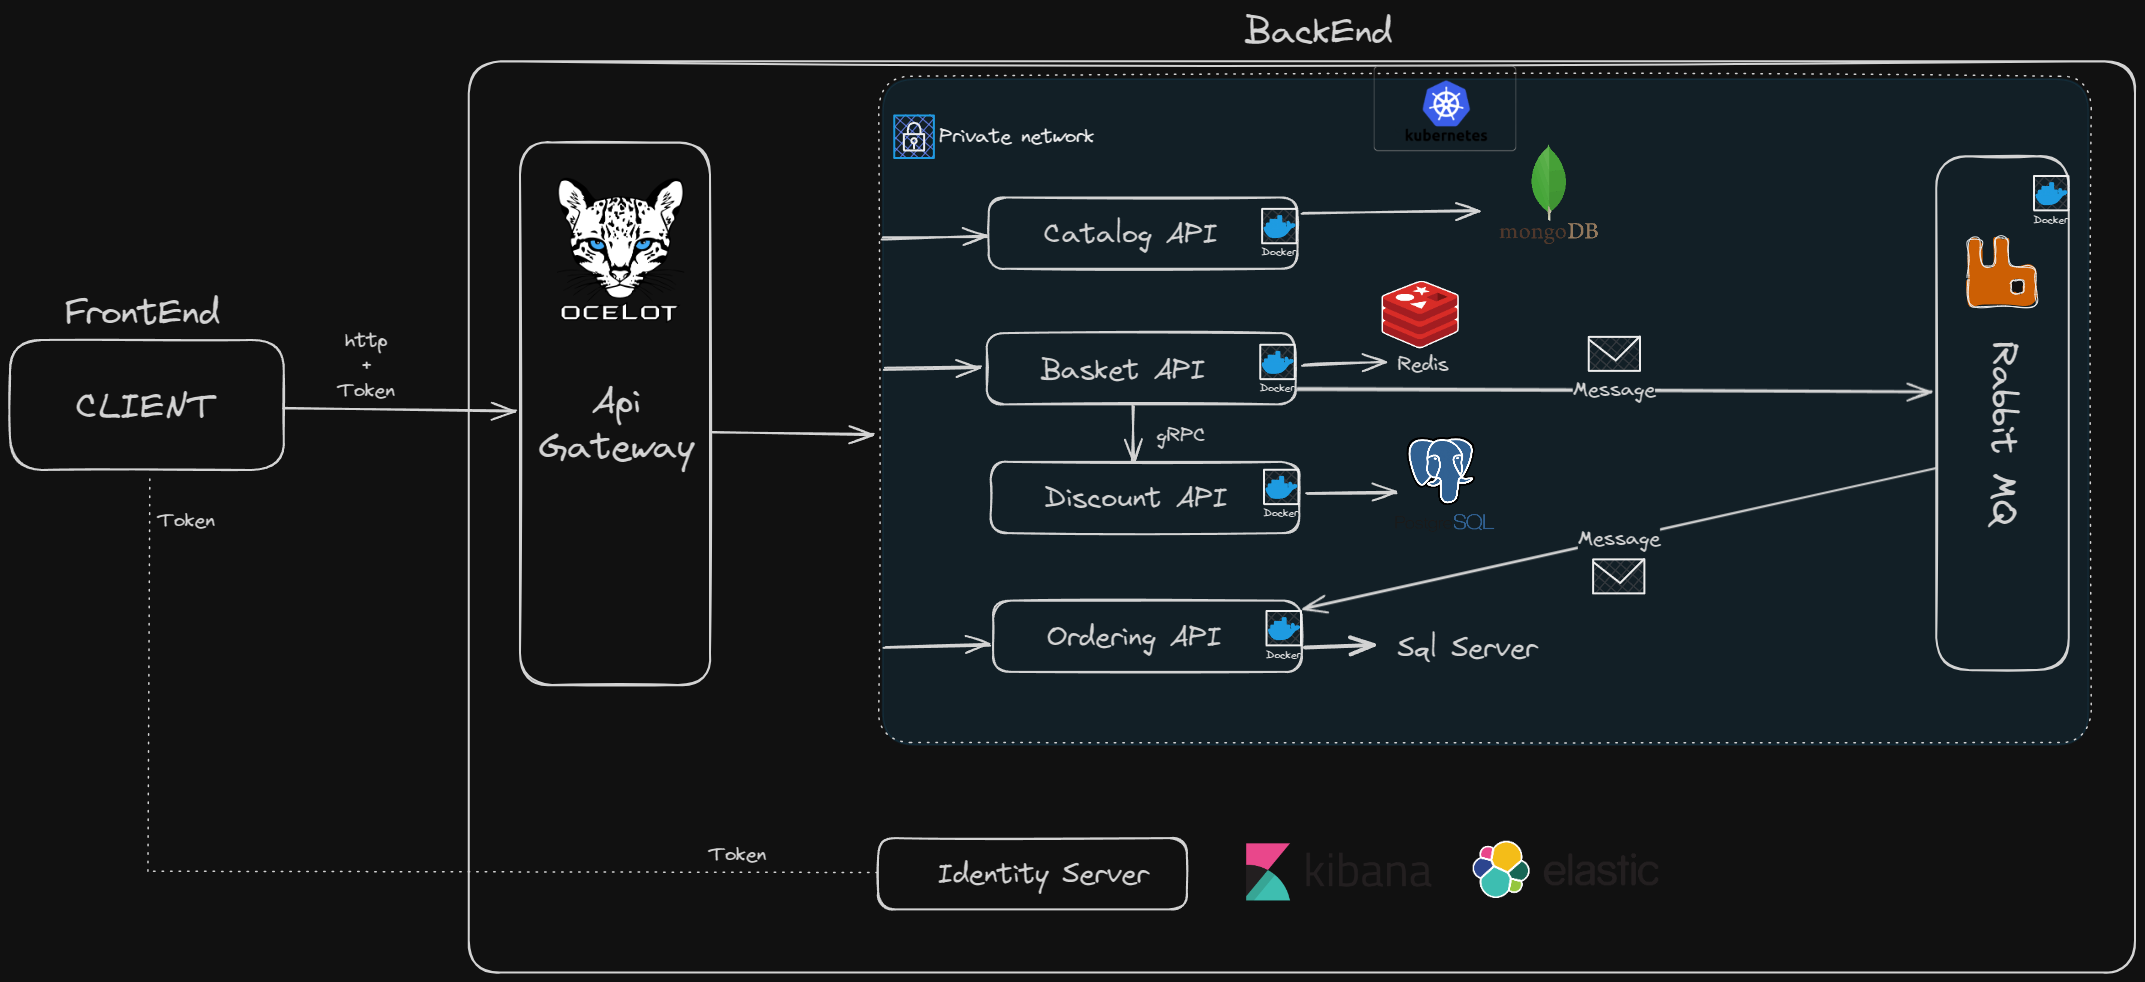 BackEnd
kubernetes
Private network
OCELOT
Api
Gateway
FrontEnd
CLIENT
http
+
Token
Token
Catalog API
Docker
mongoDB
Basket API
Docker
Redis
Message
gRPC
Discount API
Docker
SQL
Message
Ordering API
Docker
Sql Server
Docker
Rabbit MQ
Token
Identity Server
kibana
elastic